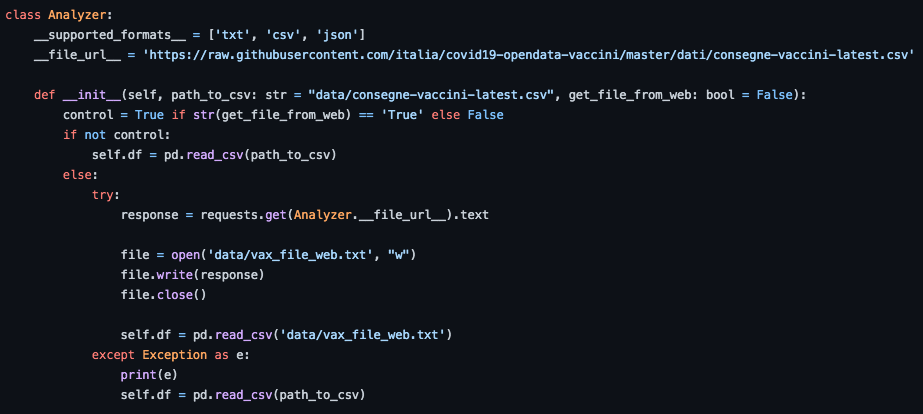 class Analyzer:
    __supported_formats__ = ['txt', 'csv', 'json']
    __file_url__ = 'https://raw.githubusercontent.com/italia/covid19-opendata-vaccini/master/dati/consegne-vaccini-latest.csv'

    def __init__(self, path_to_csv: str = "data/consegne-vaccini-latest.csv", get_file_from_web: bool = False):
        control = True if str(get_file_from_web) == 'True' else False
        if not control:
            self.df = pd.read_csv(path_to_csv)
        else:
            try:
                response = requests.get(Analyzer.__file_url__).text

                file = open('data/vax_file_web.txt', "w")
                file.write(response)
                file.close()

                self.df = pd.read_csv('data/vax_file_web.txt')
            except Exception as e:
                print(e)
                self.df = pd.read_csv(path_to_csv)